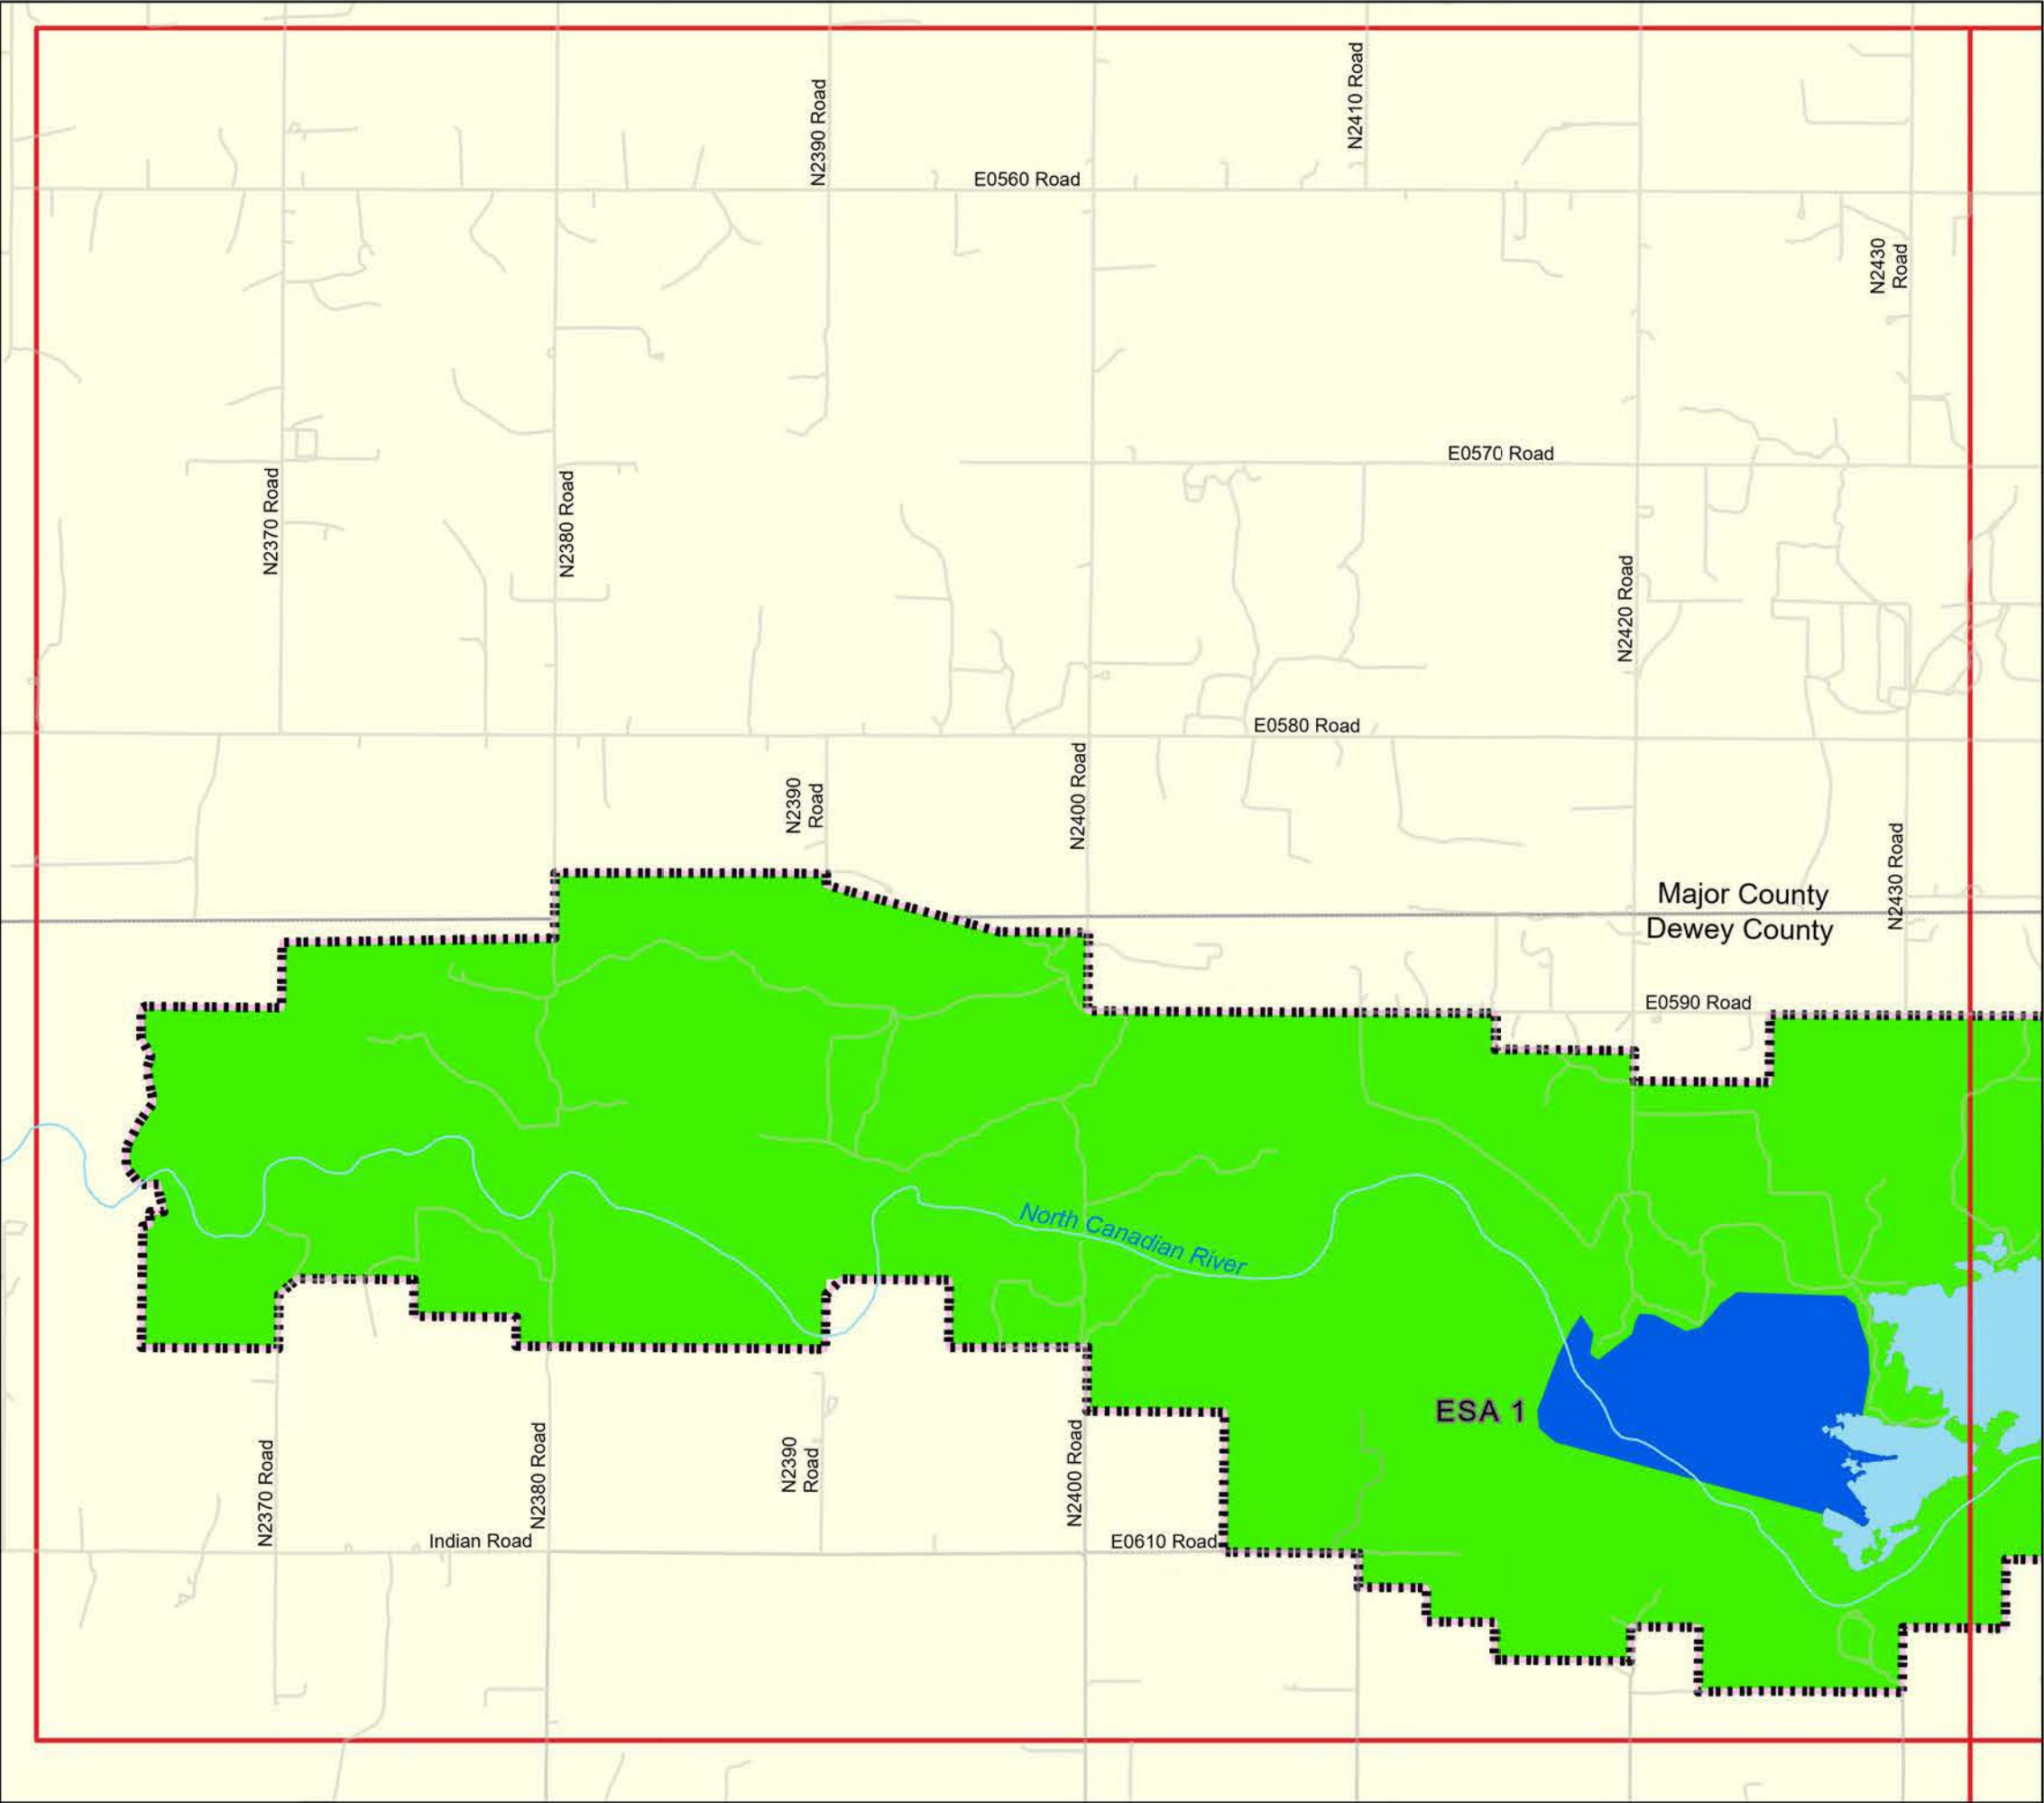 N2410 Road
N2390 Road
E0560 Road
N2430
Road
E0570 Road
N2370 Road
N2380 Road
N2420 Road
E0580 Road
N2400 Road
N2390
Road
N2430 Road
Major County
Dewey County
E0590 Road
North Canadian River
ESA 1
N2370 Road
N2380 Road
N2390
Road
N2400 Road
Indian Road
E0610 Road